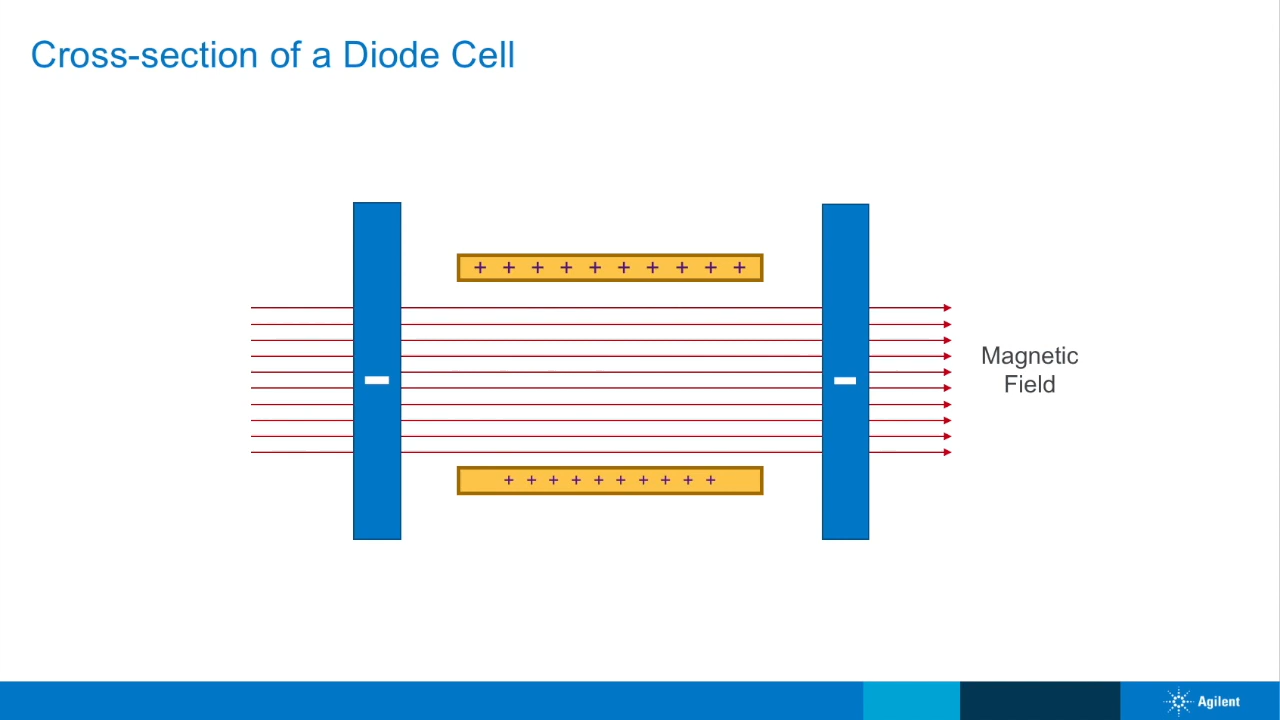 Cross-section of a Diode Cell
+ + + + + + + + + +
Magnetic
Field
+ + + + + + + + + +
Agilent